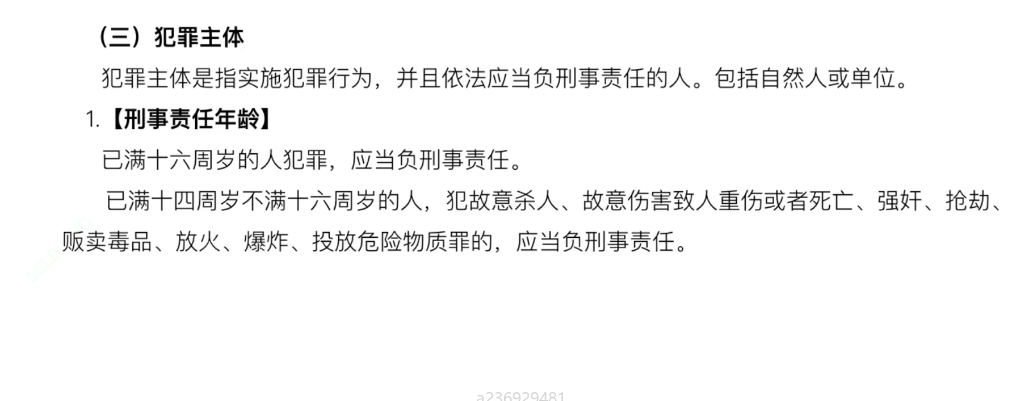 （三）犯罪主体
犯罪主体是指实施犯罪行为，并且依法应当负刑事责任的人。包括自然人或单位。
1.【刑事责任年龄】
已满十六周岁的人犯罪，应当负刑事责任。
已满十四周岁不满十六周岁的人，犯故意杀人、故意伤害致人重伤或者死亡、强奸、抢劫、
贩卖毒品、放火、爆炸、投放危险物质罪的，应当负刑事责任。
a236929481